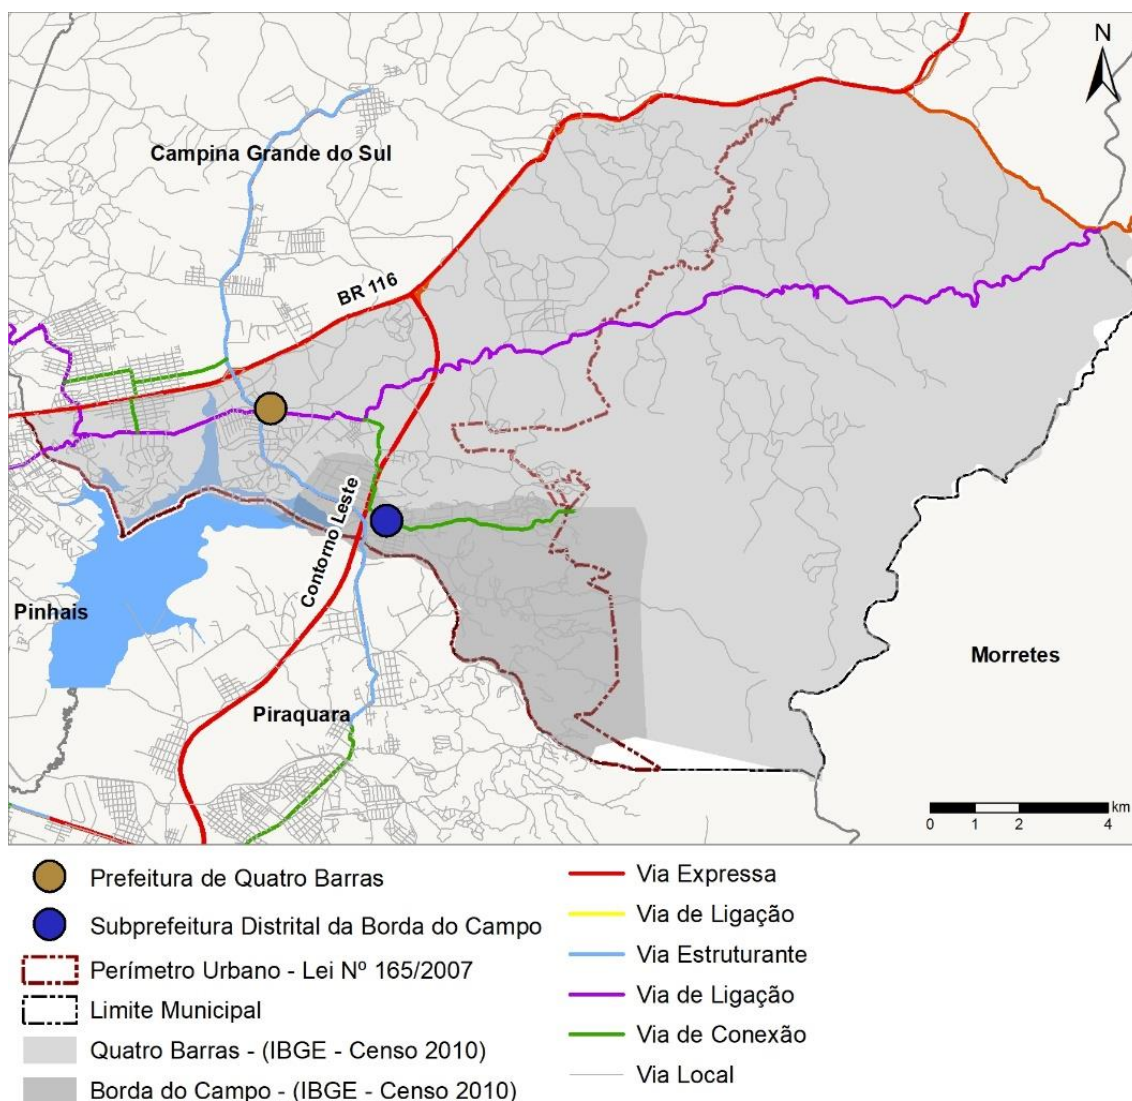 N
Campina Grande do Sul
BR 116
Contorno Leste
Pinhais
Morretes
Piraquara
km
0 1 2 4
Prefeitura de Quatro Barras
Subprefeitura Distrital da Borda do Campo
Perímetro Urbano - Lei Nº 165/2007
Limite Municipal
Quatro Barras - (IBGE - Censo 2010)
Borda do Campo - (IBGE - Censo 2010)
Via Expressa
Via de Ligação
Via Estruturante
Via de Ligação
Via de Conexão
Via Local